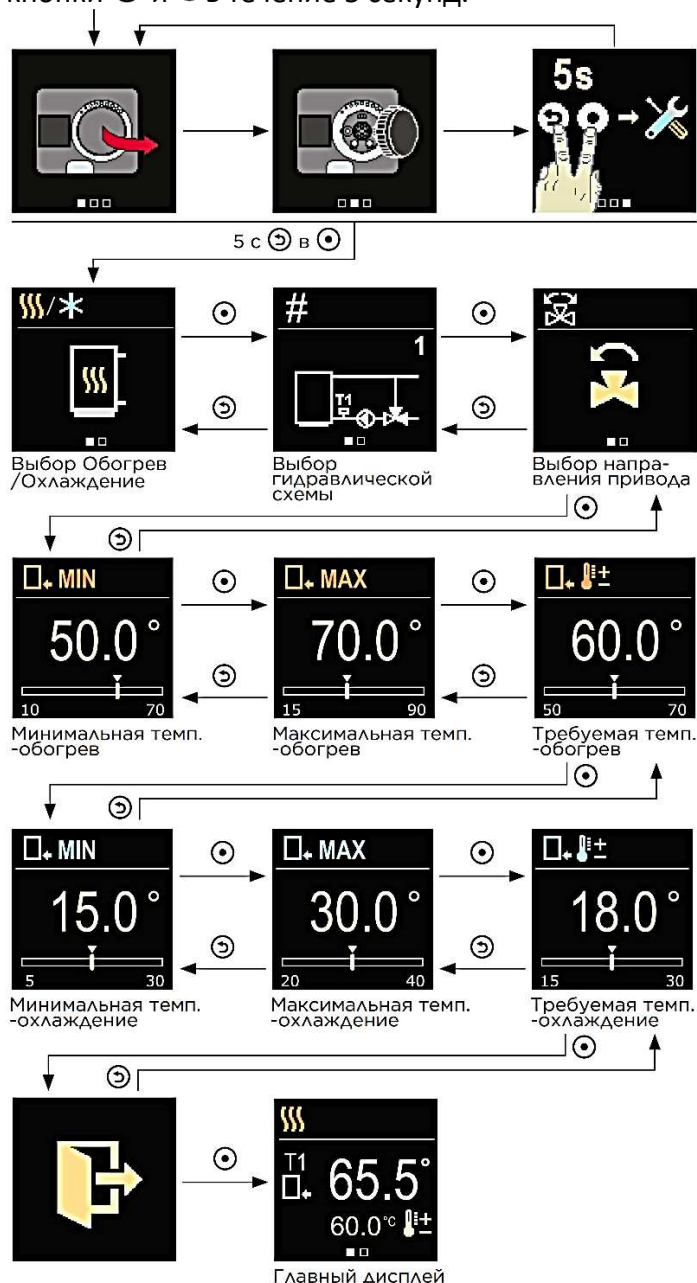 в течение 5 секунд.
5s
5 с в
#
1
T1
Выбор Обогрев
/Охлаждение
Выбор
гидравлической
схемы
Выбор напра-
вления привода
MIN
50.0°
10 70
Минимальная темп.
-обогрев
MAX
70.0°
15 90
Максимальная темп.
-обогрев
60.0°
50 70
Требуемая темп.
-обогрев
MIN
15.0°
5 30
Минимальная темп.
-охлаждение
MAX
30.0°
20 40
Максимальная темп.
-охлаждение
18.0°
15 30
Требуемая темп.
-охлаждение
T1
65.5°
60.0°C
Главный дисплей